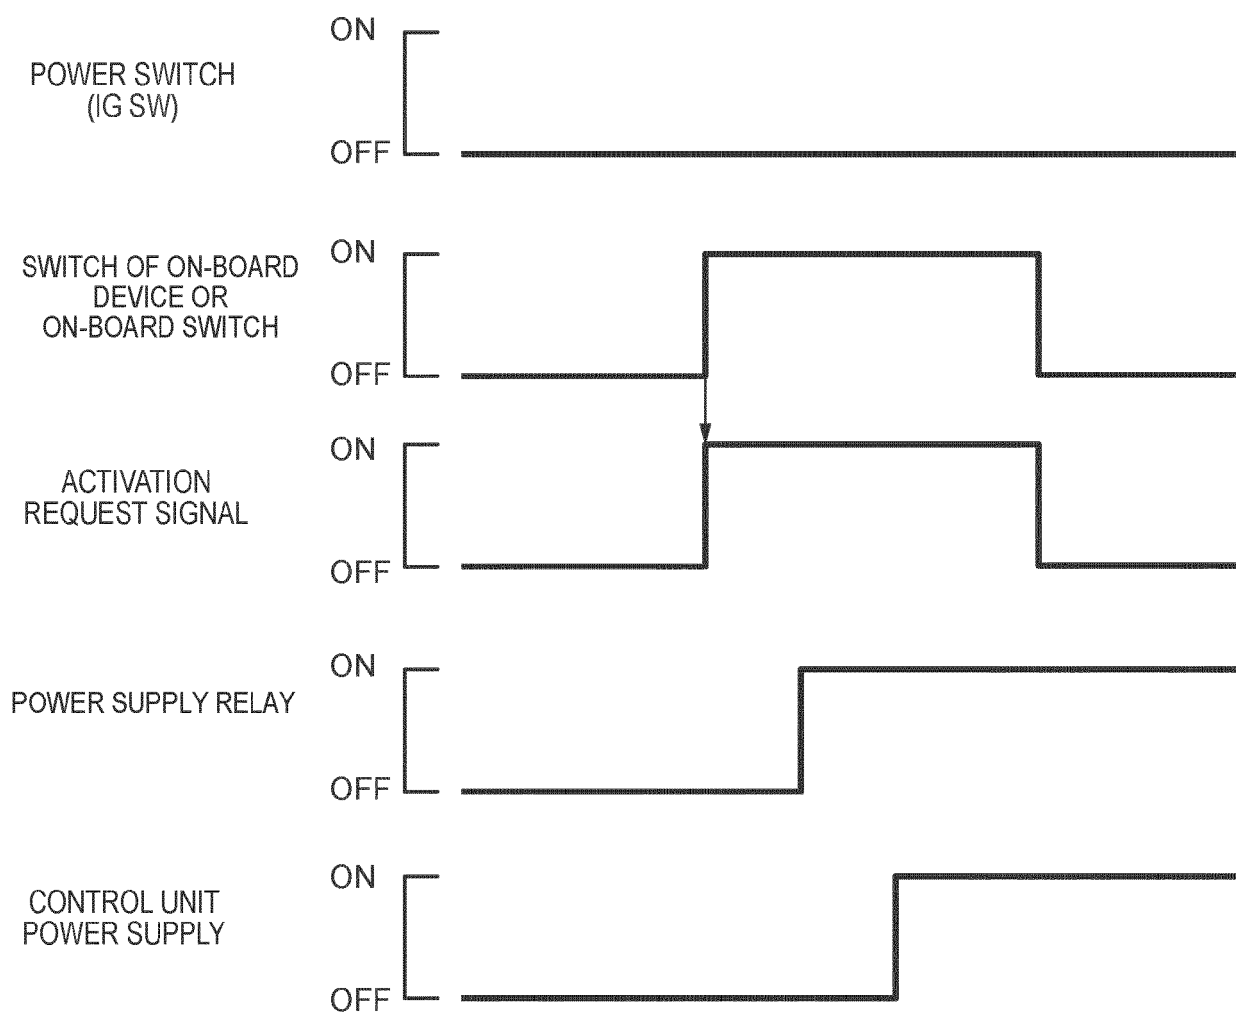 ON
POWER SWITCH
(IG SW)
OFF
ON
SWITCH OF ON-BOARD
DEVICE OR
ON-BOARD SWITCH
OFF
ON
ACTIVATION
REQUEST SIGNAL
OFF
ON
POWER SUPPLY RELAY
OFF
ON
CONTROL UNIT
POWER SUPPLY
OFF